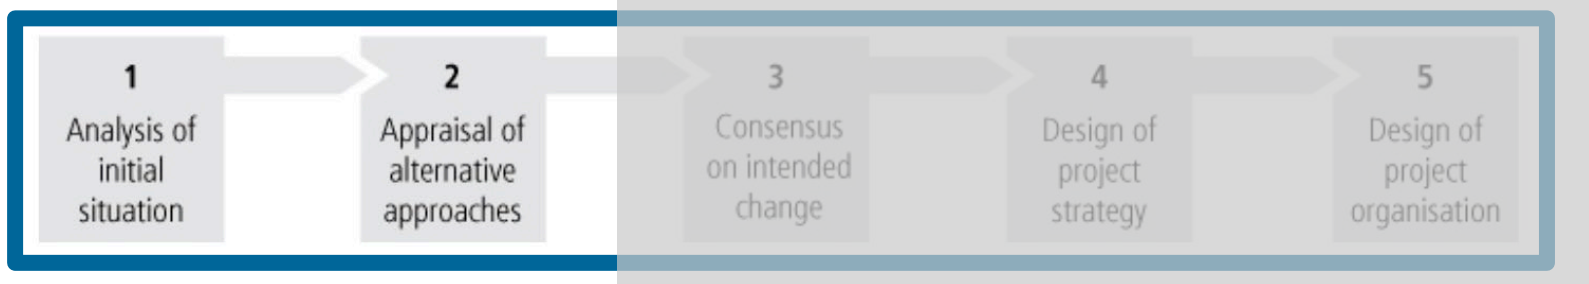 1
Analysis of
initial
situation
2
Appraisal of
alternative
approaches
3
Consensus
on intended
change
4
Design of
project
strategy
5
Design of
project
organisation